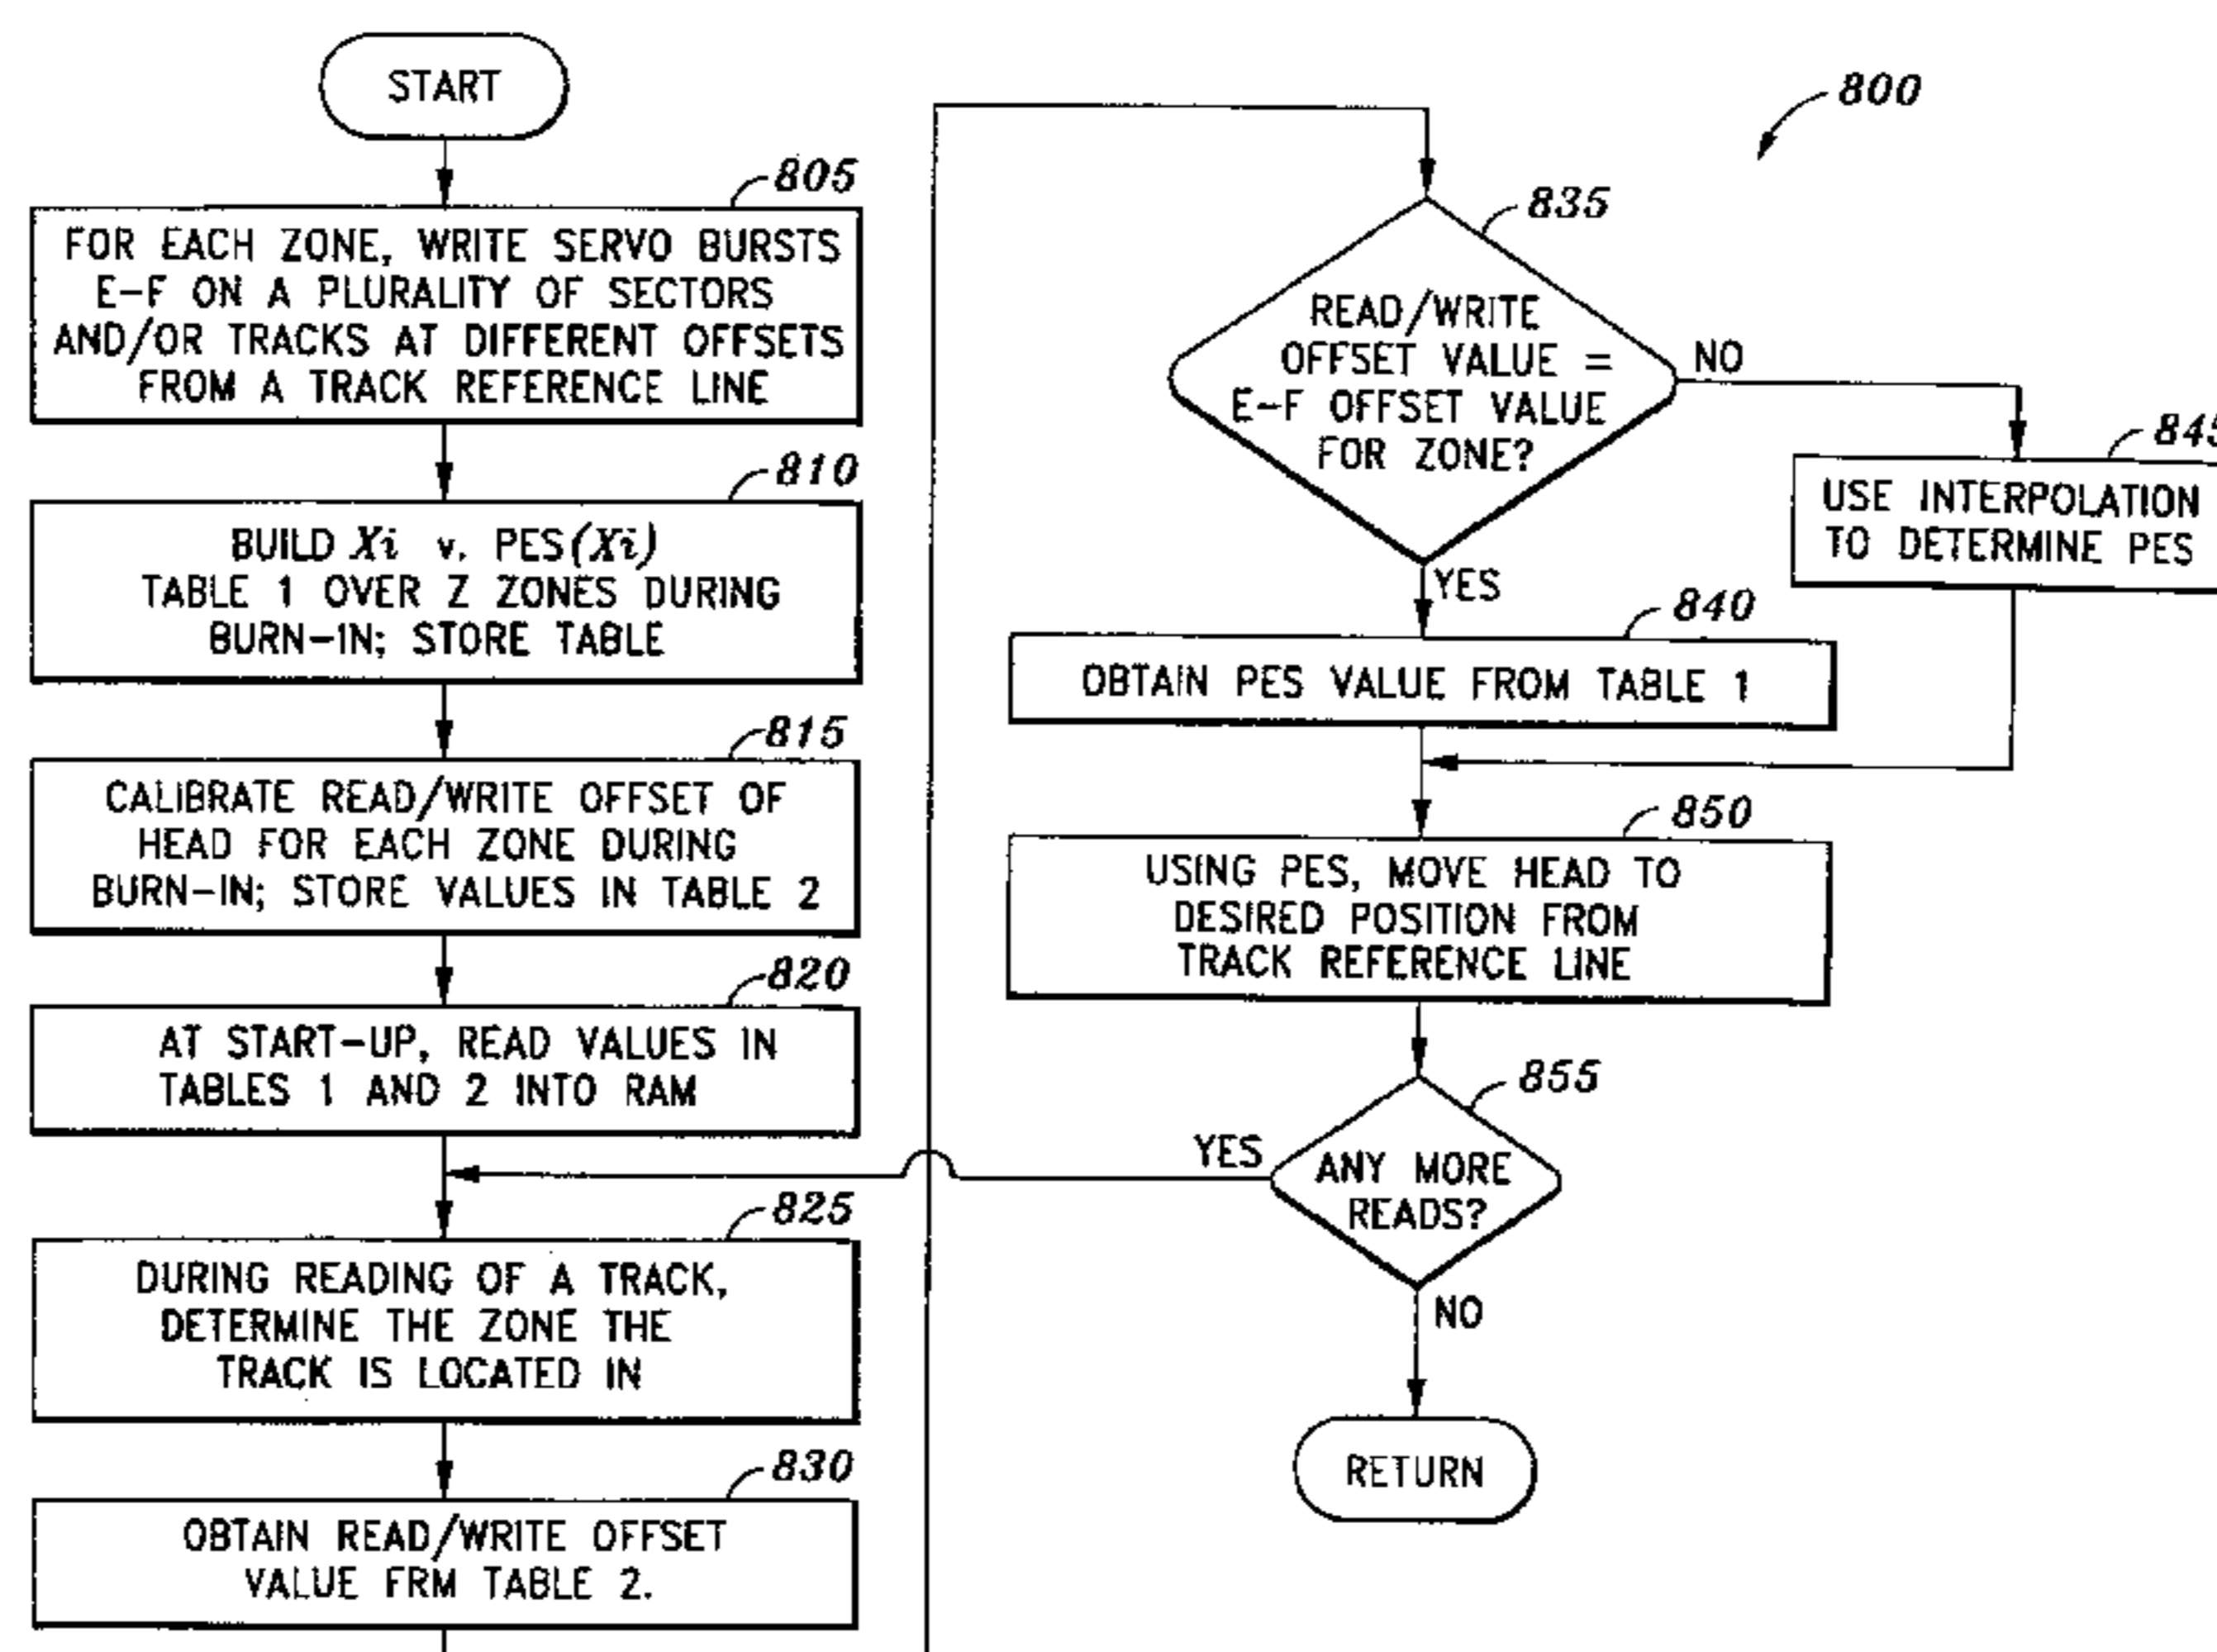 START
805
FOR EACH ZONE, WRITE SERVO BURSTS
E-F ON A PLURALITY OF SECTORS
AND/OR TRACKS AT DIFFERENT OFFSETS
FROM A TRACK REFERENCE LINE
810
BUILD Xi v. PES(Xi)
TABLE 1 OVER Z ZONES DURING
BURN-IN; STORE TABLE
815
CALIBRATE READ/WRITE OFFSET OF
HEAD FOR EACH ZONE DURING
BURN-IN; STORE VALUES IN TABLE 2
820
AT START-UP, READ VALUES IN
TABLES 1 AND 2 INTO RAM
825
DURING READING OF A TRACK,
DETERMINE THE ZONE THE
TRACK IS LOCATED IN
830
OBTAIN READ/WRITE OFFSET
VALUE FRM TABLE 2.
800
835
READ/WRITE
OFFSET VALUE =
E-F OFFSET VALUE
FOR ZONE?
NO
845
USE INTERPOLATION
TO DETERMINE PES
YES
840
OBTAIN PES VALUE FROM TABLE 1
850
USING PES, MOVE HEAD TO
DESIRED POSITION FROM
TRACK REFERENCE LINE
855
YES
ANY MORE
READS?
NO
RETURN